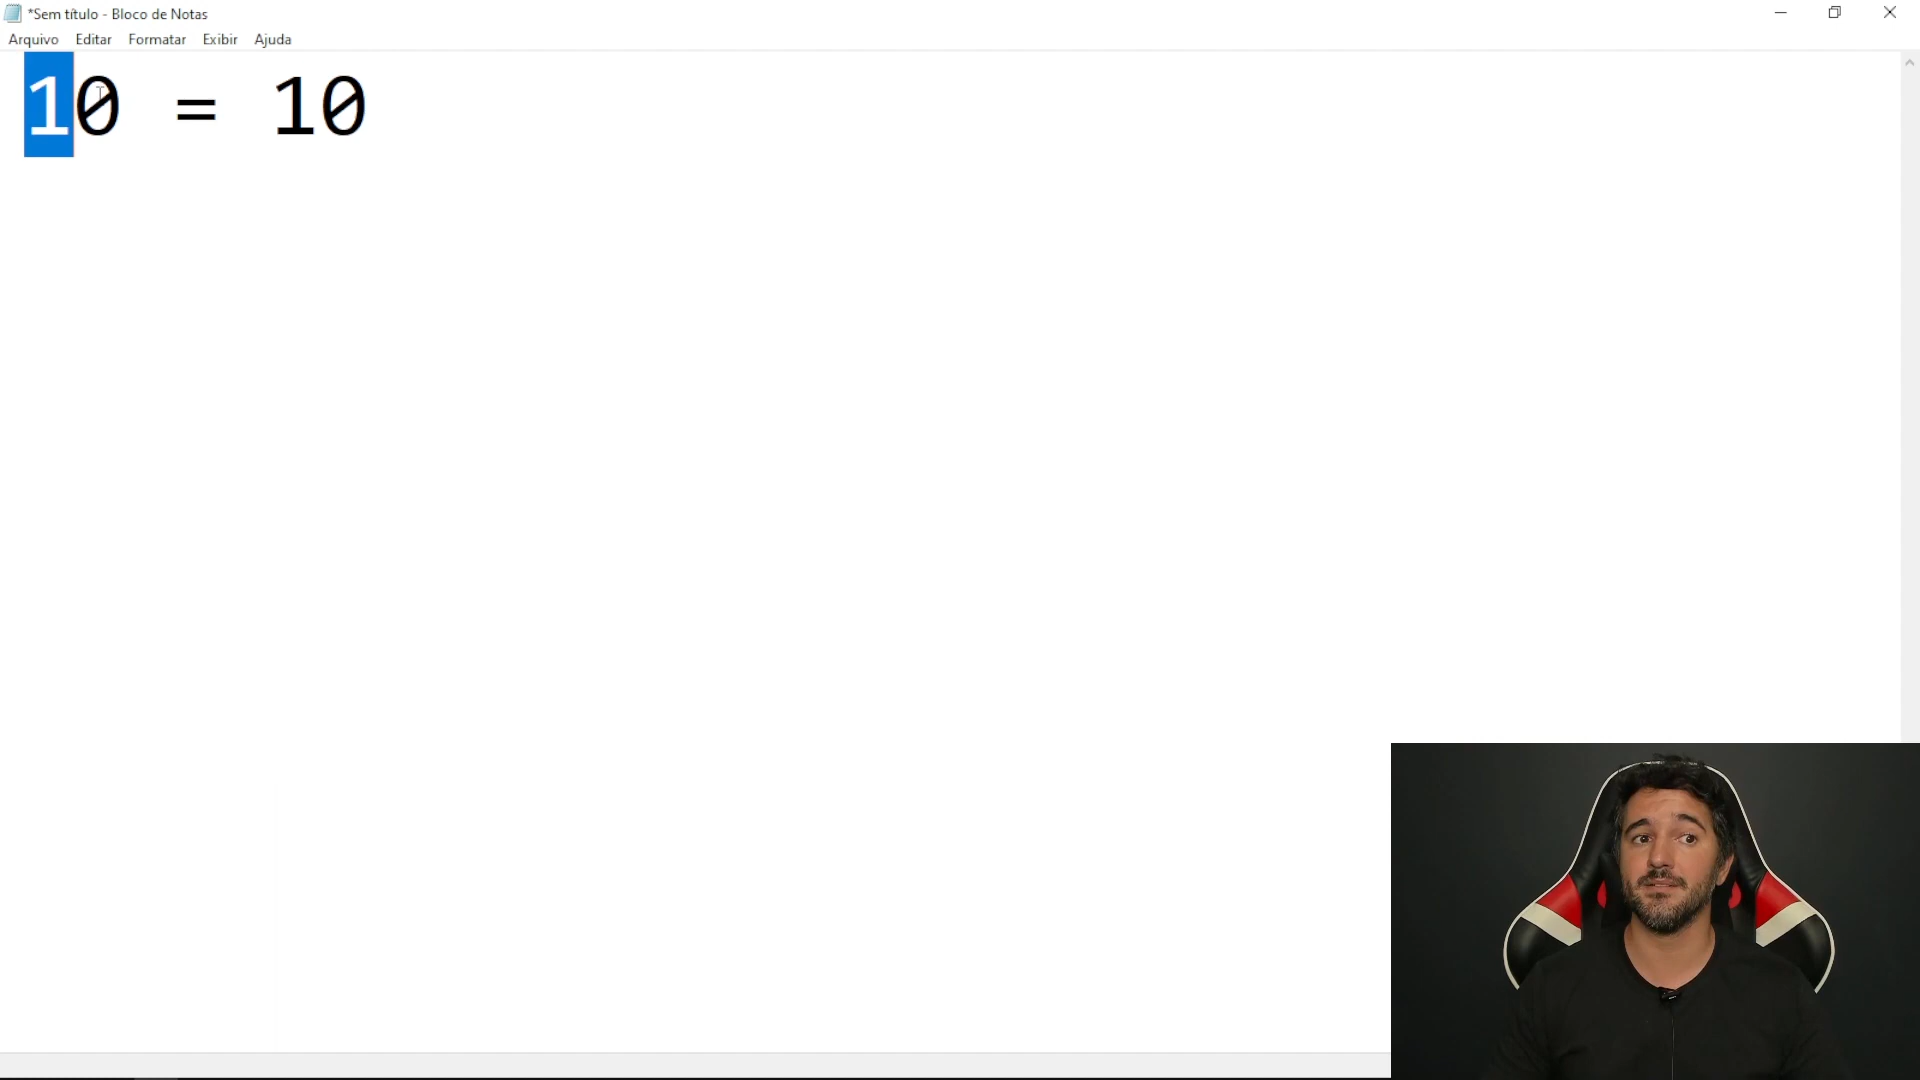 *Sem título - Bloco de Notas
Arquivo Editar Formatar Exibir Ajuda
10 = 10